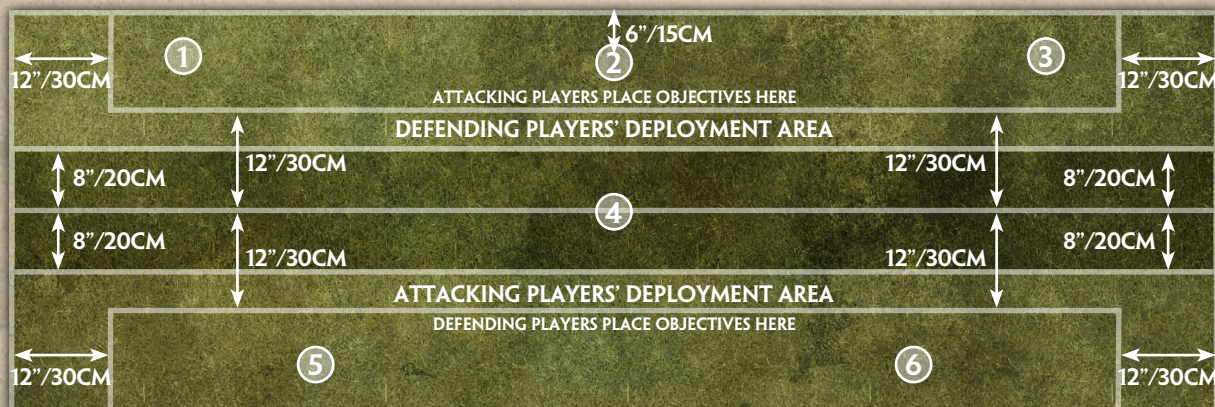 6”/15CM
1
2
3
12”/30CM
12”/30CM
ATTACKING PLAYERS PLACE OBJECTIVES HERE
DEFENDING PLAYERS’ DEPLOYMENT AREA
12”/30CM
12”/30CM
8”/20CM
8”/20CM
4
8”/20CM
8”/20CM
12”/30CM
12”/30CM
ATTACKING PLAYERS’ DEPLOYMENT AREA
DEFENDING PLAYERS PLACE OBJECTIVES HERE
5
6
12”/30CM
12”/30CM